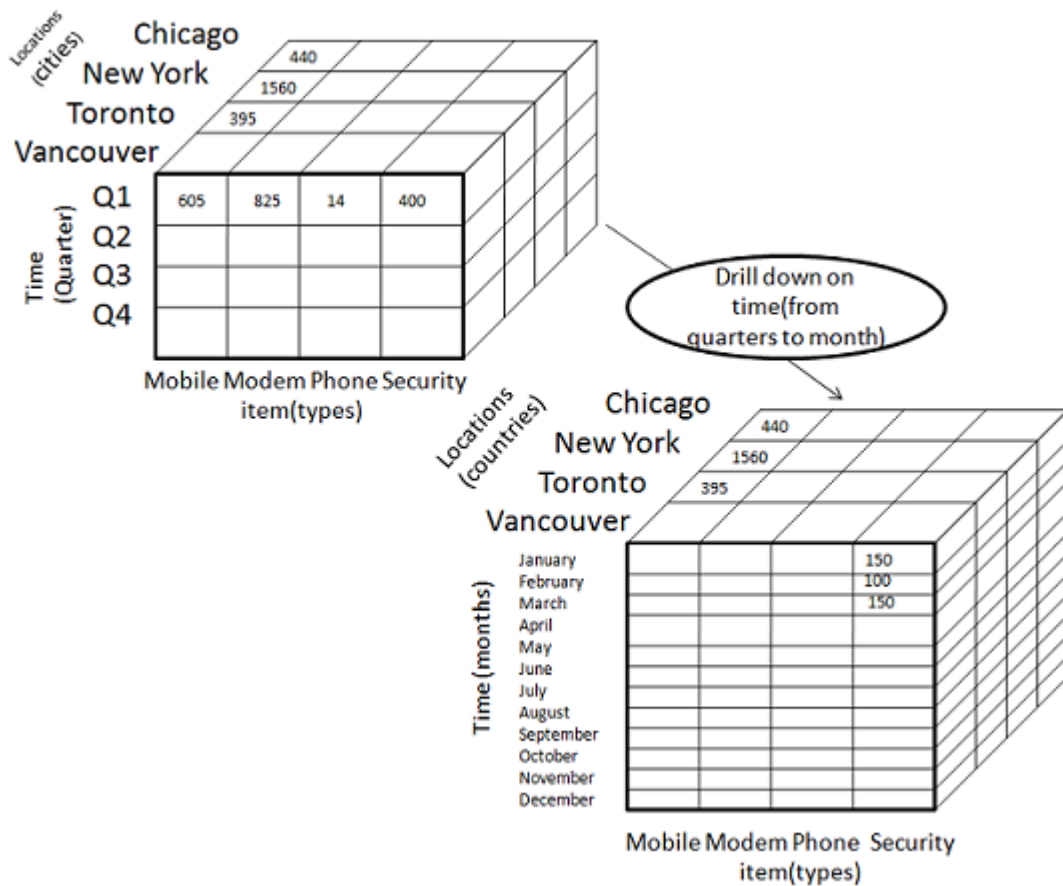 Locations
(cities)
Chicago
New York
Toronto
Vancouver
440
1560
395
Time
(Quarter)
Q1
Q2
Q3
Q4
605 825 14 400
Mobile Modem Phone Security
item(types)
Drill down on
time(from
quarters to month)
Locations
(countries)
Chicago
New York
Toronto
Vancouver
440
1560
395
Time (months)
January 150
February 100
March 150
April
May
June
July
August
September
October
November
December
Mobile Modem Phone Security
item(types)